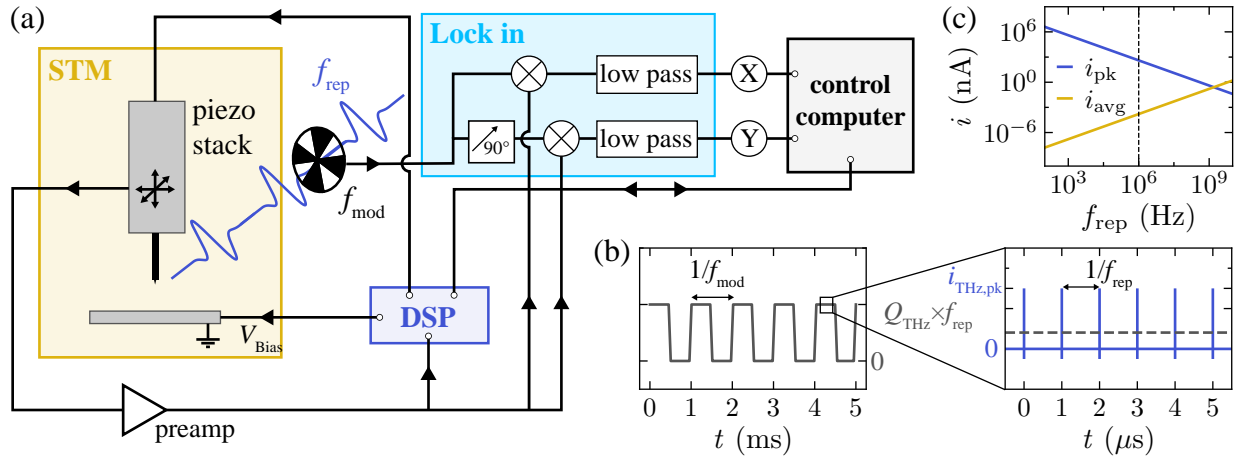 (a)
STM
piezo
stack
f_rep
f_mod
V_Bias
DSP
preamp
Lock in
90°
low pass
low pass
X
Y
control
computer
(b)
1/f_mod
Q_THz×f_rep
0
0 1 2 3 4 5
t (ms)
i_THz,pk
1/f_rep
0
0 1 2 3 4 5
t (μs)
(c)
i (nA)
10^6
10^0
10^-6
i_pk
i_avg
10^3 10^6 10^9
f_rep (Hz)